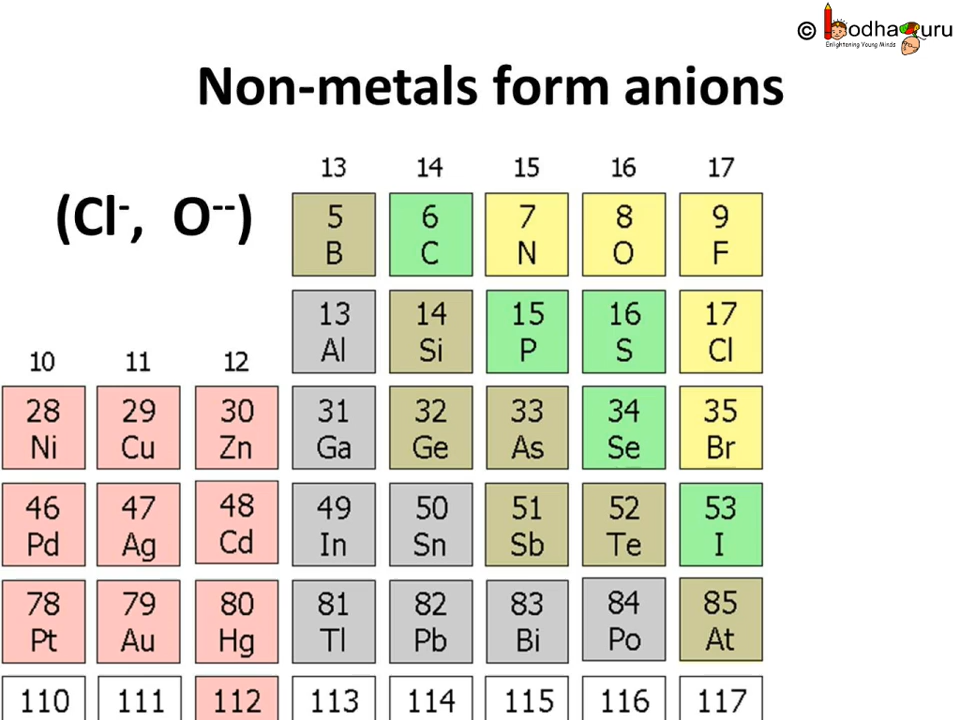 © BodhaGuru
Enlightening Young Minds
Non-metals form anions
13 14 15 16 17
(Cl-, O--)
5 6 7 8 9
B C N O F
13 14 15 16 17
Al Si P S Cl
10 11 12
28 29 30 31 32 33 34 35
Ni Cu Zn Ga Ge As Se Br
46 47 48 49 50 51 52 53
Pd Ag Cd In Sn Sb Te I
78 79 80 81 82 83 84 85
Pt Au Hg Tl Pb Bi Po At
110 111 112 113 114 115 116 117